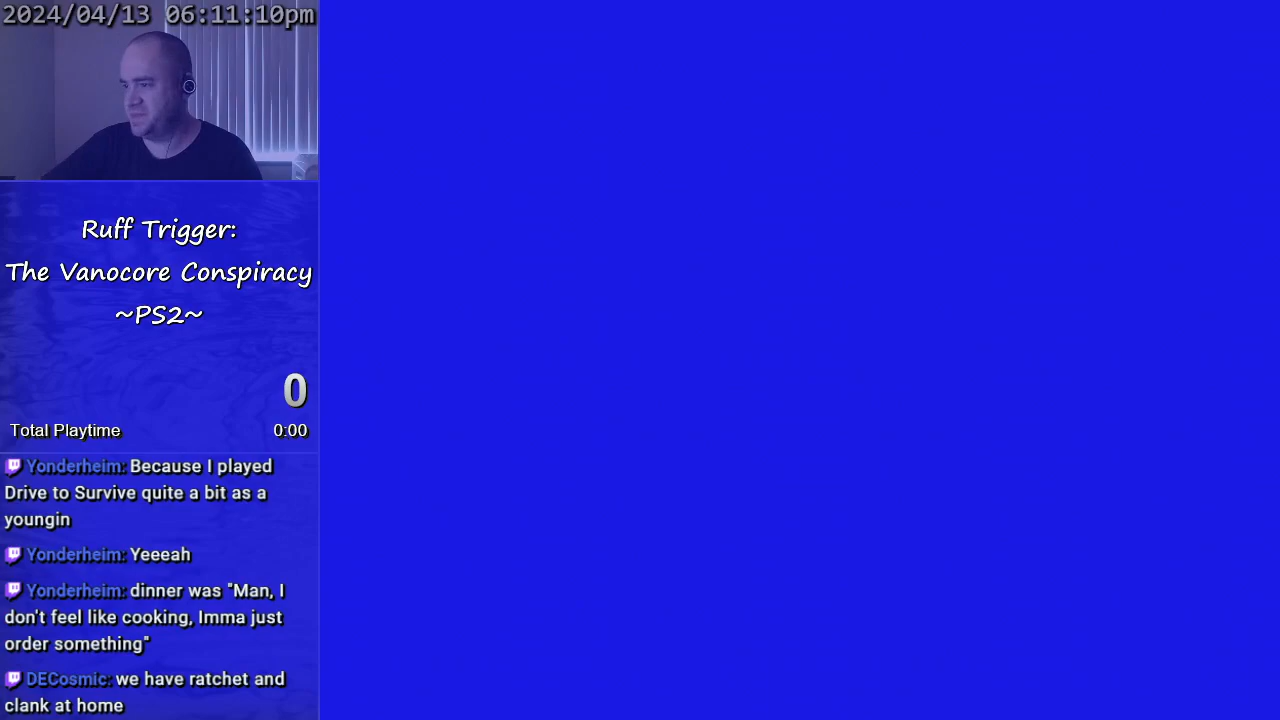 2024/04/13 06:11:10pm
Ruff Trigger:
The Vanocore Conspiracy
~PS2~
0
Total Playtime 0:00
Yonderheim: Because I played
Drive to Survive quite a bit as a
youngin
Yonderheim: Yeeeah
Yonderheim: dinner was "Man, I
don't feel like cooking, Imma just
order something"
DECosmic: we have ratchet and
clank at home